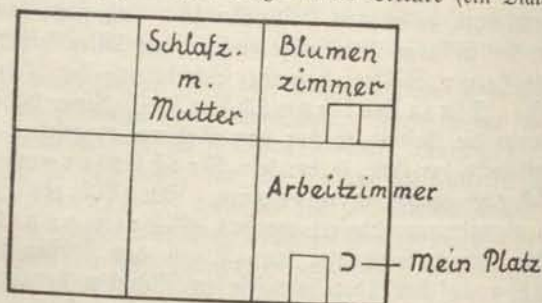 Schlafz.
m.
Mutter
Blumen
zimmer
Arbeitzimmer
Mein Platz